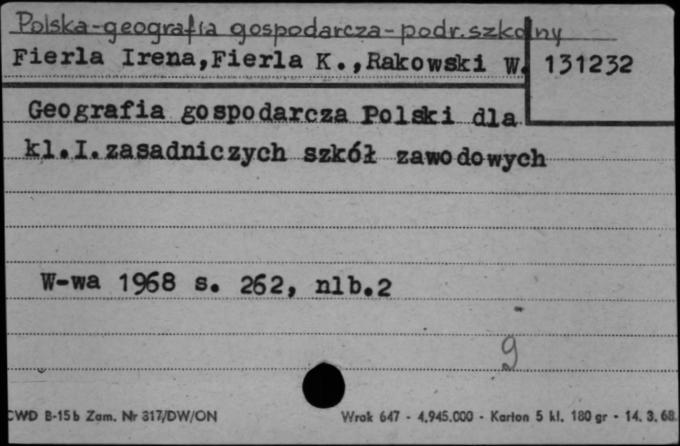 Polska-geografia gospodarcza-podr.szkolny
Fierla Irena,Fierla K.,Rakowski W. 131232
Geografia gospodarcza Polski dla
kl.I.zasadniczych szkół zawodowych
W-wa 1968 s. 262, nlb.2
9
CWD B-15b Zam. Nr 317/DW/ON Wrak 647 - 4.945.000 - Karton 5 kl. 180 gr - 14. 3. 68.